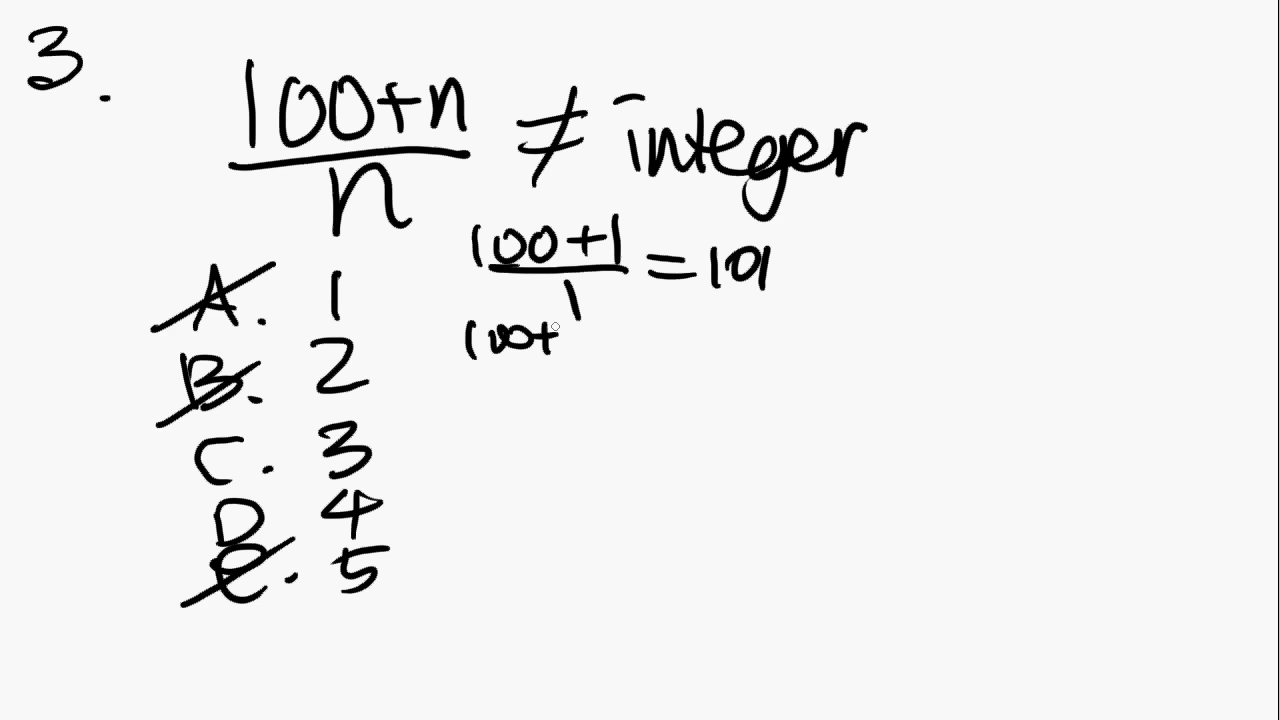 3.
100+n
n
≠ integer
100+1
1
=101
A. 1
100+
B. 2
C. 3
D 4
e. 5